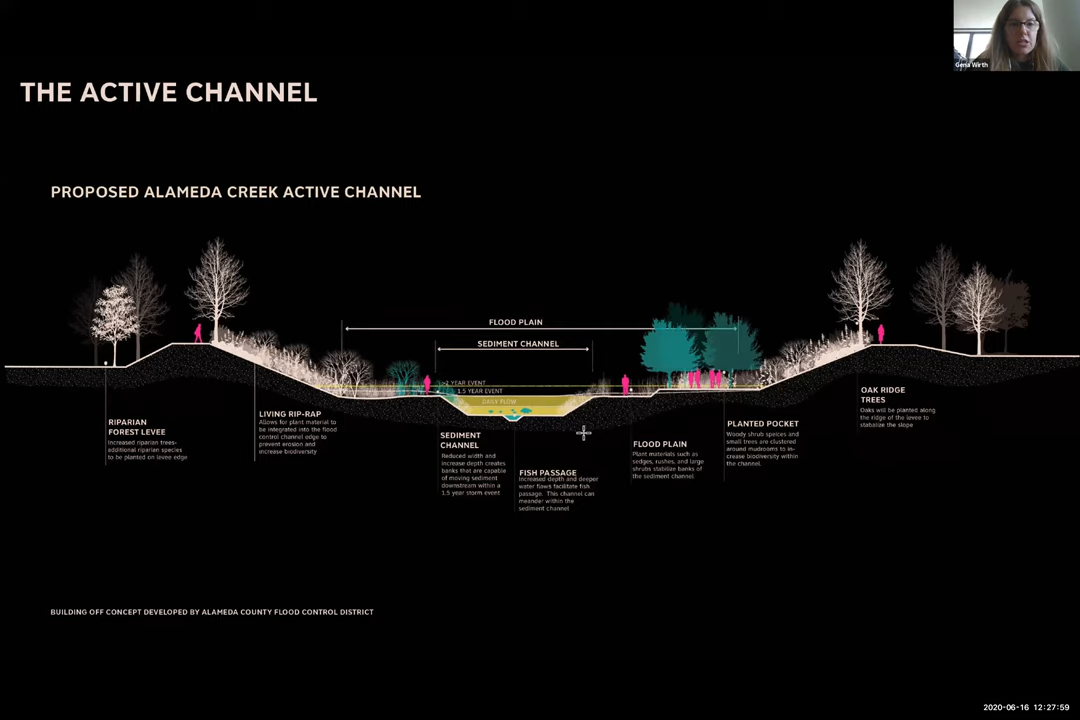 Gena Wirth
THE ACTIVE CHANNEL
PROPOSED ALAMEDA CREEK ACTIVE CHANNEL
FLOOD PLAIN
SEDIMENT CHANNEL
>2 YEAR EVENT
1.5 YEAR EVENT
DAILY FLOW
RIPARIAN
FOREST LEVEE
Increased riparian trees-
additional riparian species
to be planted on levee edge
LIVING RIP-RAP
Allows for plant material to
be integrated into the flood
control channel edge to
prevent erosion and
increase biodiversity
SEDIMENT
CHANNEL
Reduced width and
increase depth creates
banks that are capable
of moving sediment
downstream within a
1.5 year storm event
FISH PASSAGE
Increased depth and deeper
water flows facilitate fish
passage. This channel can
meander within the
sediment channel
FLOOD PLAIN
Plant materials such as
sedges, rushes, and large
shrubs stabilize banks of
the sediment channel
PLANTED POCKET
Woody shrub speices and
small trees are clustered
around mudrooms to in-
crease biodiversity within
the channel.
OAK RIDGE
TREES
Oaks will be planted along
the ridge of the levee to
stabalize the slope
BUILDING OFF CONCEPT DEVELOPED BY ALAMEDA COUNTY FLOOD CONTROL DISTRICT
2020-06-16 12:27:59